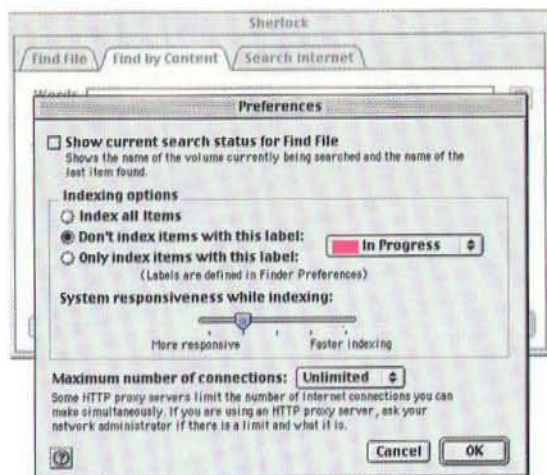 Sherlock
Find File
Find by Content
Search Internet
Words
Preferences
Show current search status for Find File
Shows the name of the volume currently being searched and the name of the
last item found.
Indexing options
Index all Items
Don't index items with this label:
In Progress
Only index items with this label:
(Labels are defined in Finder Preferences)
System responsiveness while indexing:
More responsive
Faster indexing
Maximum number of connections:
Unlimited
Some HTTP proxy servers limit the number of Internet connections you can
make simultaneously. If you are using an HTTP proxy server, ask your
network administrator if there is a limit and what it is.
?
Cancel
OK